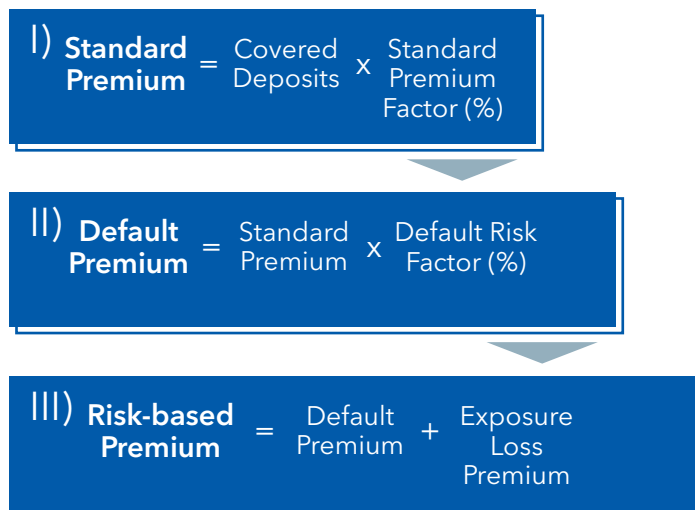 I) Standard Premium = Covered Deposits x Standard Premium Factor (%)
II) Default Premium = Standard Premium x Default Risk Factor (%)
III) Risk-based Premium = Default Premium + Exposure Loss Premium